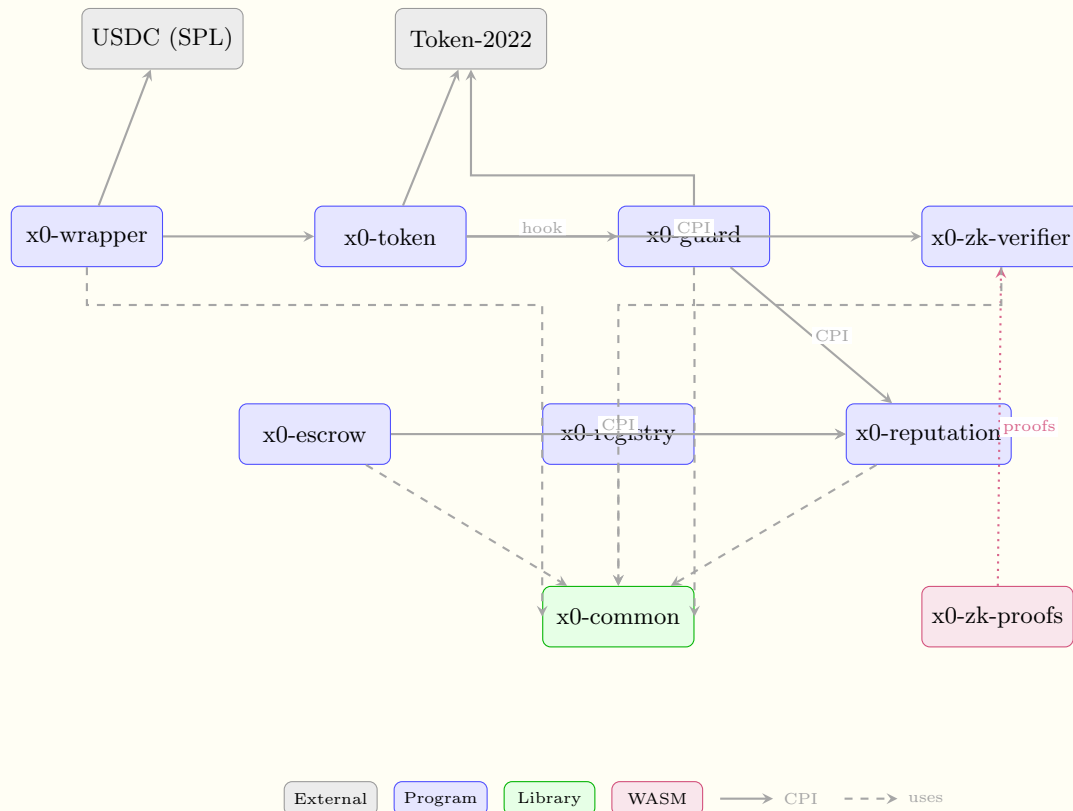 USDC (SPL)
Token-2022
x0-wrapper
x0-token
hook
x0-guard
CPI
x0-zk-verifier
CPI
x0-escrow
x0-registry
CPI
x0-reputation
proofs
x0-common
x0-zk-proofs
External
Program
Library
WASM
CPI
uses